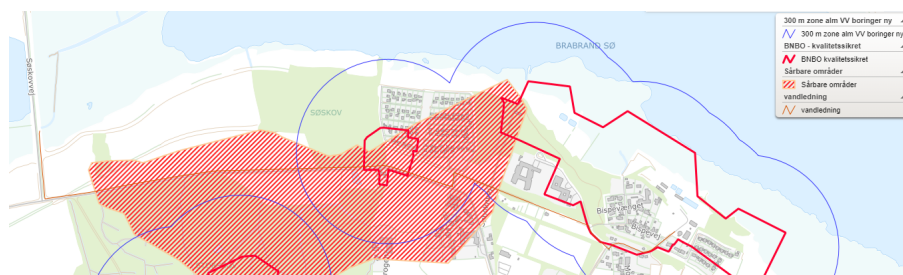 BRABRAND SØ
300 m zone alm VV boringer ny
300 m zone alm VV boringer ny
BNBO - kvalitetssikret
BNBO kvalitetssikret
Sårbare områder
Sårbare områder
vandledning
vandledning
Søskovvej
SØSKOV
Bispevænget
Bispevej